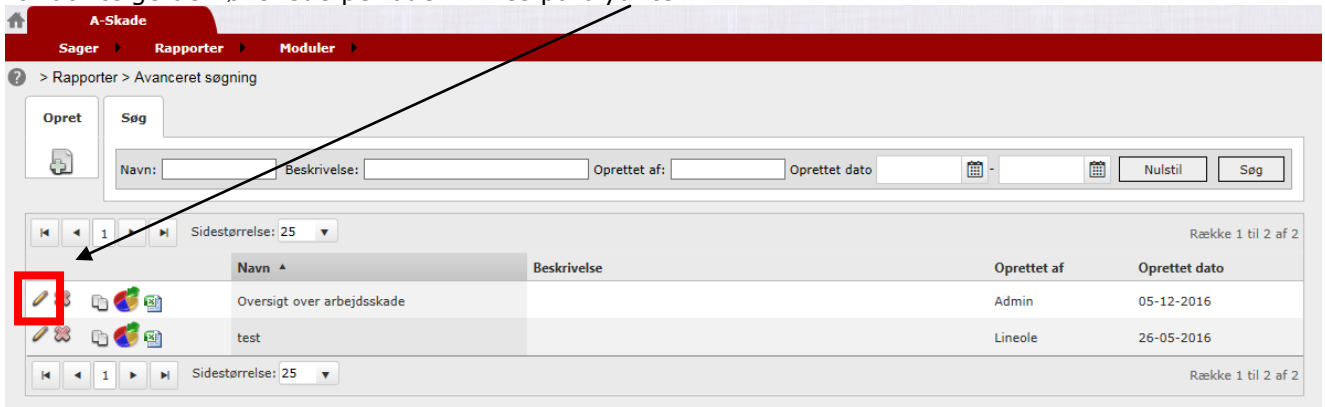 A-Skade
Sager Rapporter Moduler
> Rapporter > Avanceret søgning
Opret Søg
Navn: Beskrivelse: Oprettet af: Oprettet dato - Nulstil Søg
1 Sidestørrelse: 25 Række 1 til 2 af 2
Navn Beskrivelse Oprettet af Oprettet dato
Oversigt over arbejdsskade Admin 05-12-2016
test Lineole 26-05-2016
1 Sidestørrelse: 25 Række 1 til 2 af 2